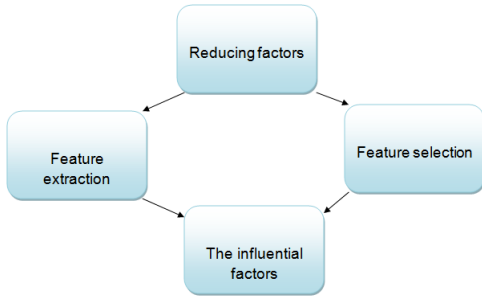 Reducing factors
Feature
extraction
Feature selection
The influential
factors